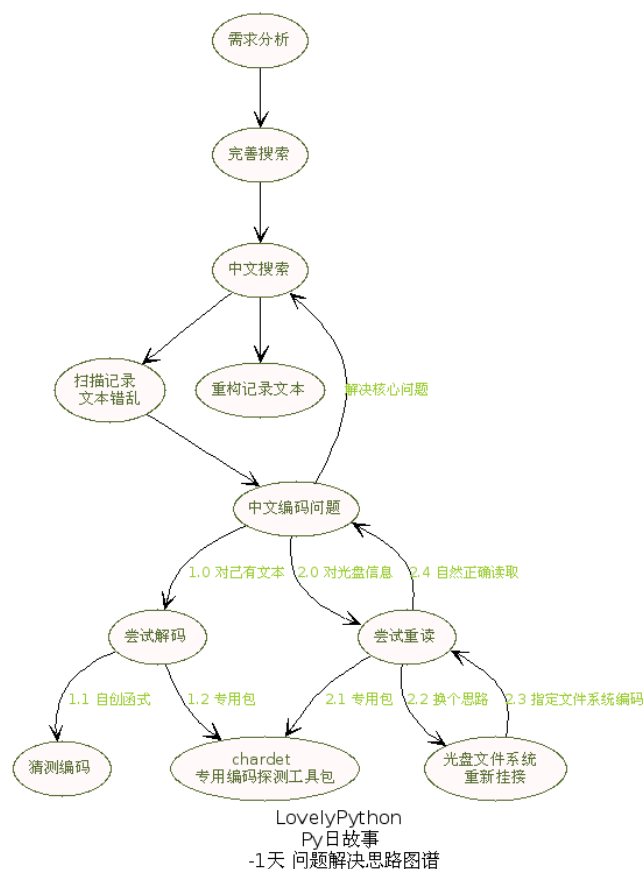 需求分析
完善搜索
中文搜索
扫描记录
文本错乱
重构记录文本
解决核心问题
中文编码问题
1.0 对己有文本
2.0 对光盘信息
2.4 自然正确读取
尝试解码
尝试重读
1.1 自创函式
1.2 专用包
2.1 专用包
2.2 换个思路
2.3 指定文件系统编码
猜测编码
chardet
专用编码探测工具包
光盘文件系统
重新挂接
LovelyPython
Py日故事
-1天 问题解决思路图谱